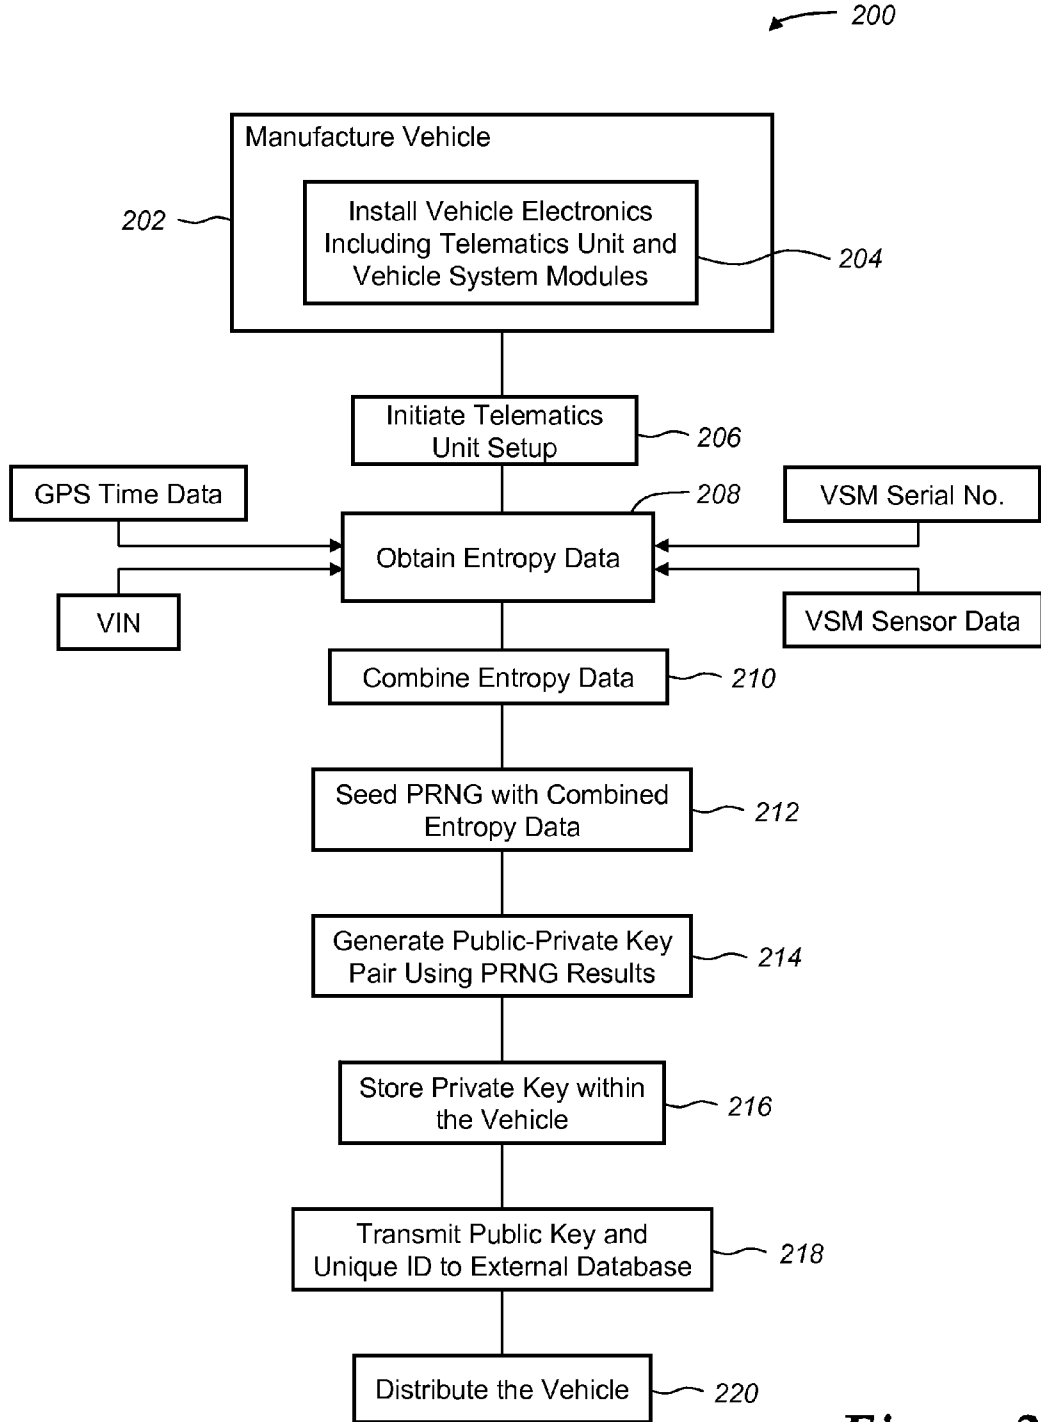 200
Manufacture Vehicle
202
Install Vehicle Electronics
Including Telematics Unit and
Vehicle System Modules
204
Initiate Telematics
Unit Setup
206
GPS Time Data
208
VSM Serial No.
Obtain Entropy Data
VIN
VSM Sensor Data
Combine Entropy Data
210
Seed PRNG with Combined
Entropy Data
212
Generate Public-Private Key
Pair Using PRNG Results
214
Store Private Key within
the Vehicle
216
Transmit Public Key and
Unique ID to External Database
218
Distribute the Vehicle
220